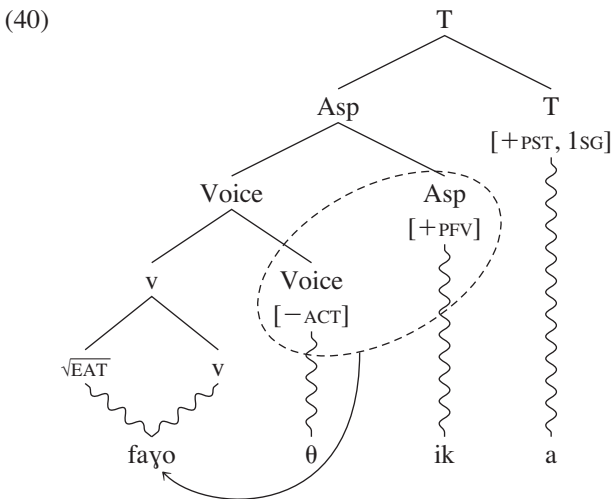 (40)
T
Asp T
[+PST, 1SG]
Voice Asp
[+PFV]
v Voice
[−ACT]
√EAT v
faɣo θ ik a